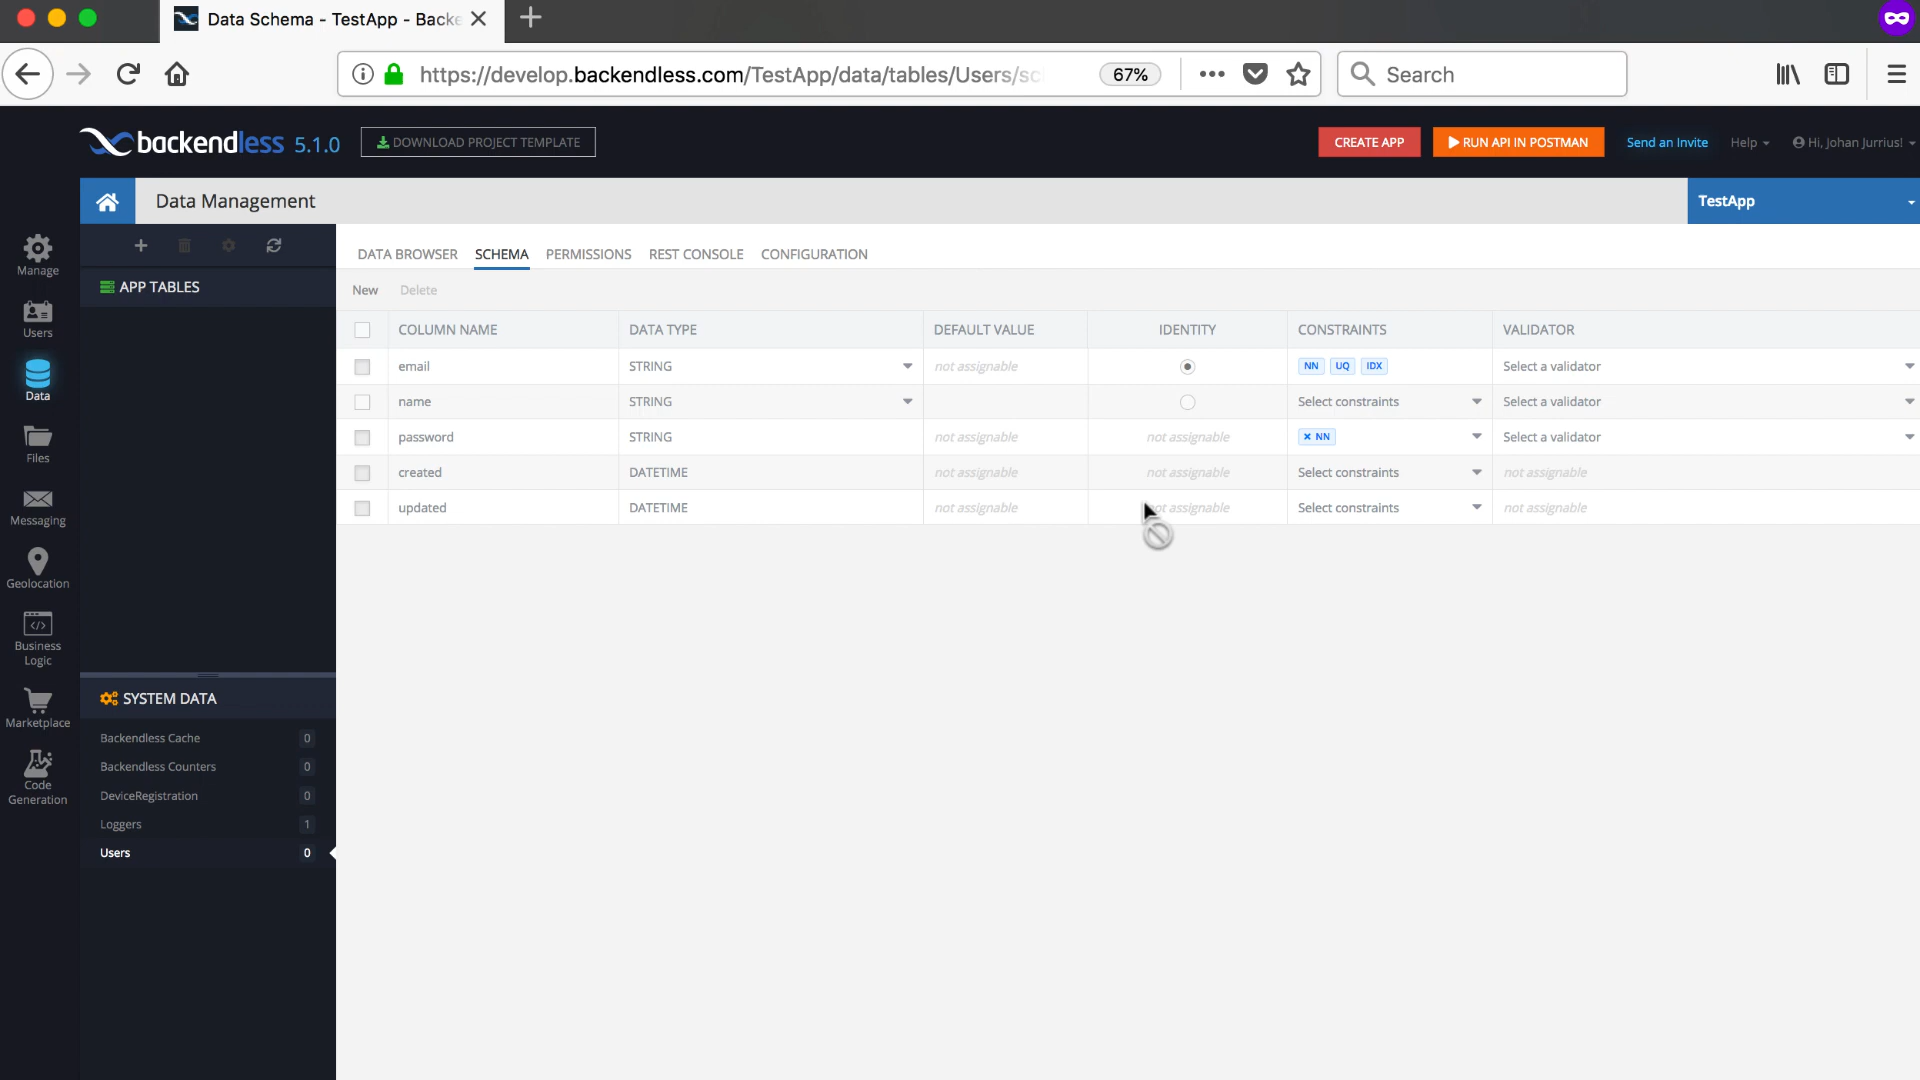 Data Schema - TestApp - Backe
https://develop.backendless.com/TestApp/data/tables/Users/sc
67%
Search
backendless 5.1.0
DOWNLOAD PROJECT TEMPLATE
CREATE APP
RUN API IN POSTMAN
Send an Invite
Help
Hi, Johan Jurrius!
Data Management
TestApp
Manage
Users
Data
Files
Messaging
Geolocation
Business
Logic
Marketplace
Code
Generation
APP TABLES
SYSTEM DATA
Backendless Cache 0
Backendless Counters 0
DeviceRegistration 0
Loggers 1
Users 0
DATA BROWSER SCHEMA PERMISSIONS REST CONSOLE CONFIGURATION
New Delete
COLUMN NAME DATA TYPE DEFAULT VALUE IDENTITY CONSTRAINTS VALIDATOR
email STRING not assignable NN UQ IDX Select a validator
name STRING Select constraints Select a validator
password STRING not assignable not assignable × NN Select a validator
created DATETIME not assignable not assignable Select constraints not assignable
updated DATETIME not assignable not assignable Select constraints not assignable